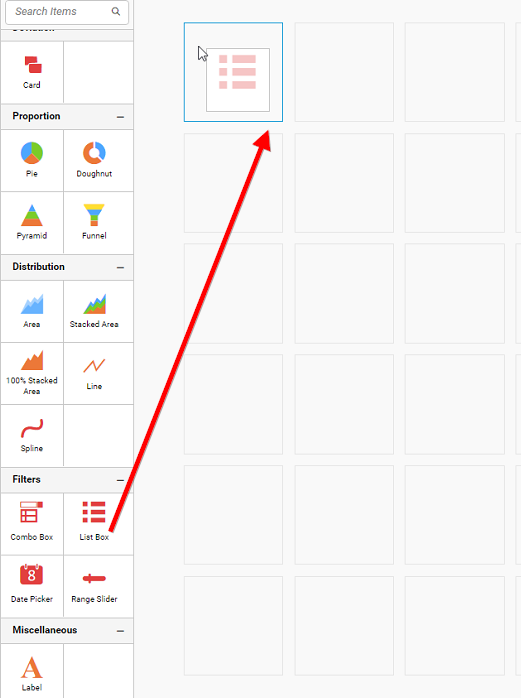 Search Items
Card
Proportion
Pie
Doughnut
Pyramid
Funnel
Distribution
Area
Stacked Area
100% Stacked
Area
Line
Spline
Filters
Combo Box
List Box
8
Date Picker
Range Slider
Miscellaneous
A
Label